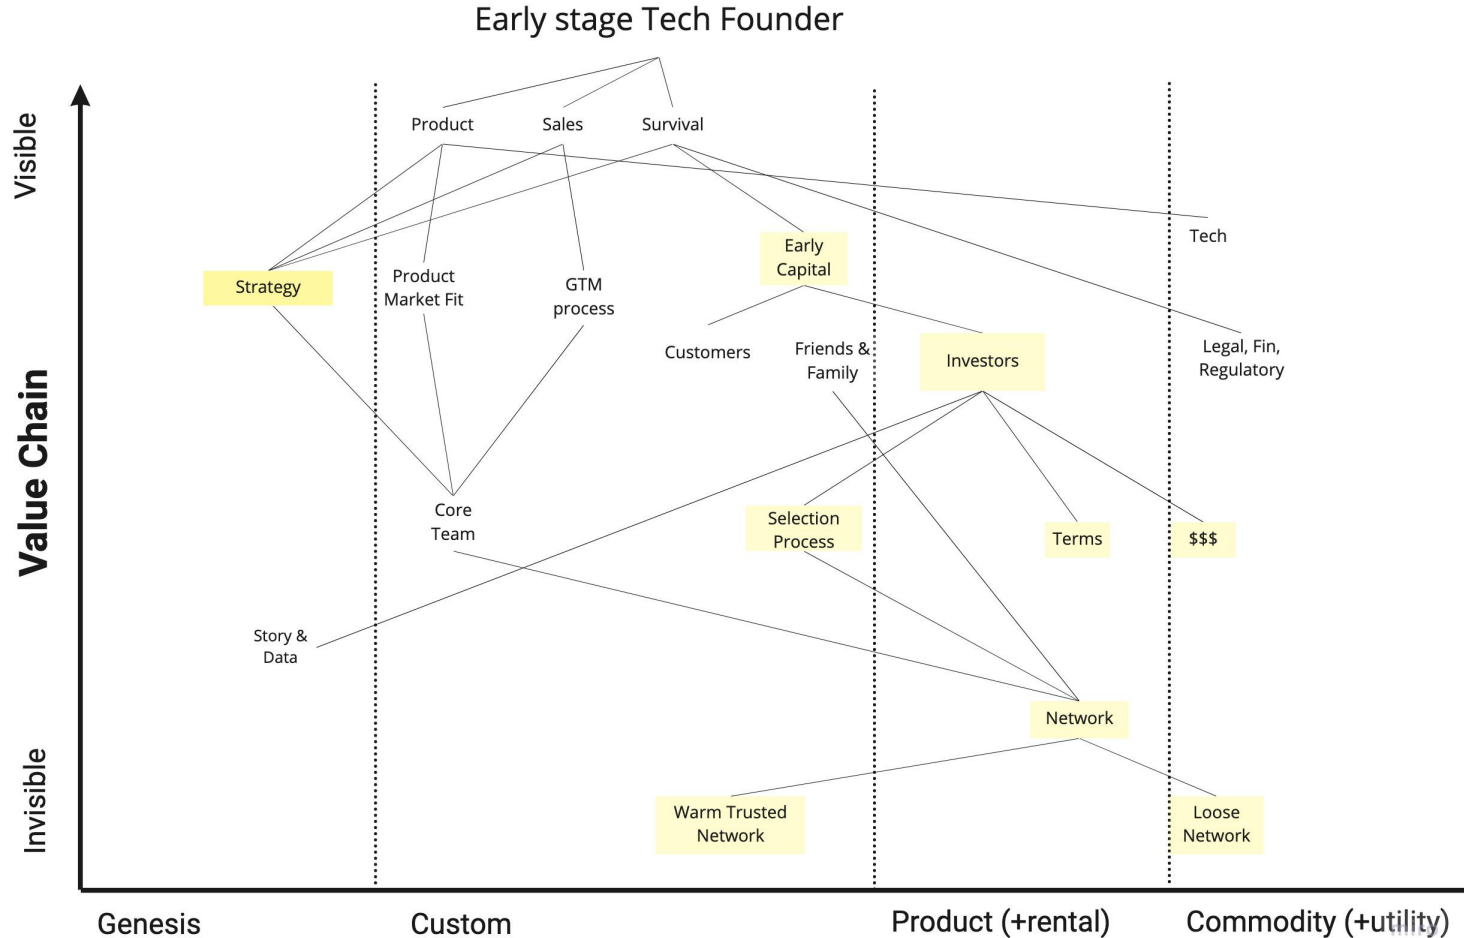 Early stage Tech Founder
Visible
Product
Sales
Survival
Tech
Early
Capital
Strategy
Product
Market Fit
GTM
process
Customers
Friends &
Family
Investors
Legal, Fin,
Regulatory
Value Chain
Core
Team
Selection
Process
Terms
$$$
Story &
Data
Network
Invisible
Warm Trusted
Network
Loose
Network
Genesis
Custom
Product (+rental)
Commodity (+utility)
miro